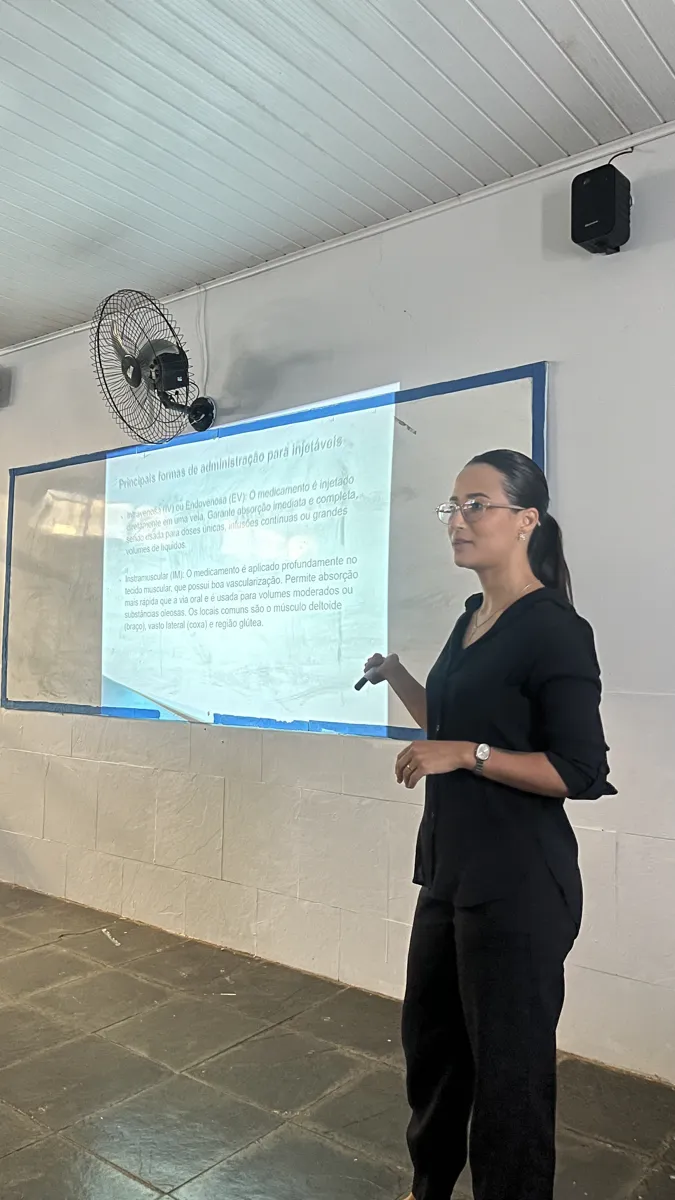 Principais formas de administração para injetáveis
Intravenosa (IV) ou Endovenosa (EV): O medicamento é injetado
diretamente em uma veia. Garante absorção imediata e completa,
sendo usada para doses únicas, infusões contínuas ou grandes
volumes de líquidos.
Instramuscular (IM): O medicamento é aplicado profundamente no
tecido muscular, que possui boa vascularização. Permite absorção
mais rápida que a via oral e é usada para volumes moderados ou
substâncias oleosas. Os locais comuns são o músculo deltoide
(braço), vasto lateral (coxa) e região glútea.